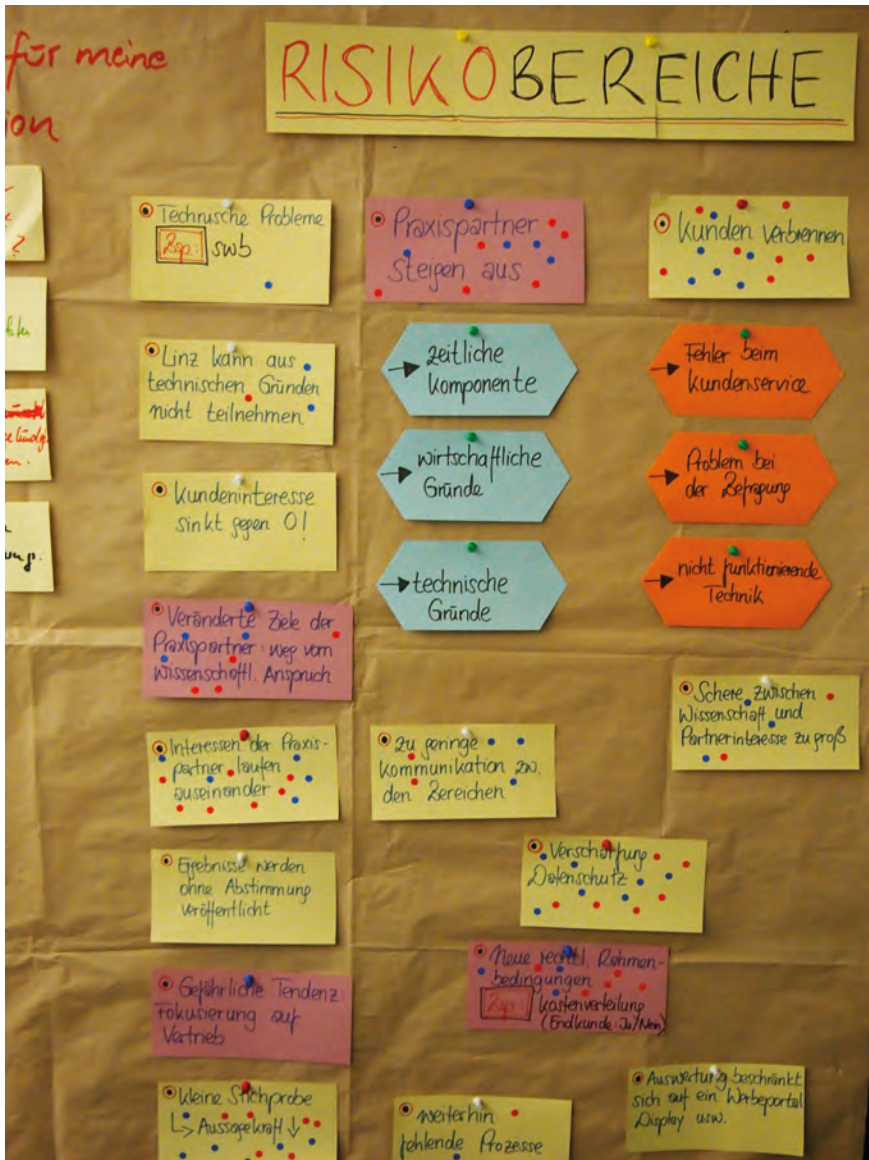 für meine
ion
RISIKOBEREICHE
?
Technische Probleme
Bsp.: swb
Praxispartner
steigen aus
Kunden verbrennen
Linz kann aus
technischen Gründen
nicht teilnehmen
→ zeitliche
Komponente
→ Fehler beim
Kundenservice
Kundeninteresse
sinkt gegen 0!
→ wirtschaftliche
Gründe
→ Problem bei
der Befragung
→ technische
Gründe
→ nicht funktionierende
Technik
Veränderte Ziele der
Praxispartner: weg vom
wissenschaftl. Anspruch
Schere zwischen
Wissenschaft und
Partnerinteresse zu groß
Interessen der Praxis-
partner laufen
auseinander
Zu geringe
Kommunikation zw.
den Bereichen
Verschärfung
Datenschutz
Ergebnisse werden
ohne Abstimmung
veröffentlicht
Neue rechtl. Rahmen-
bedingungen
Bsp.: Kostenverteilung
(Endkunde: Ja/Nein)
Gefährliche Tendenz:
Fokusierung auf
Vertrieb
Auswertung beschränkt
sich auf ein Werbeportal
Display usw.
kleine Stichprobe
↳ Aussagekraft ↓
weiterhin
fehlende Prozesse